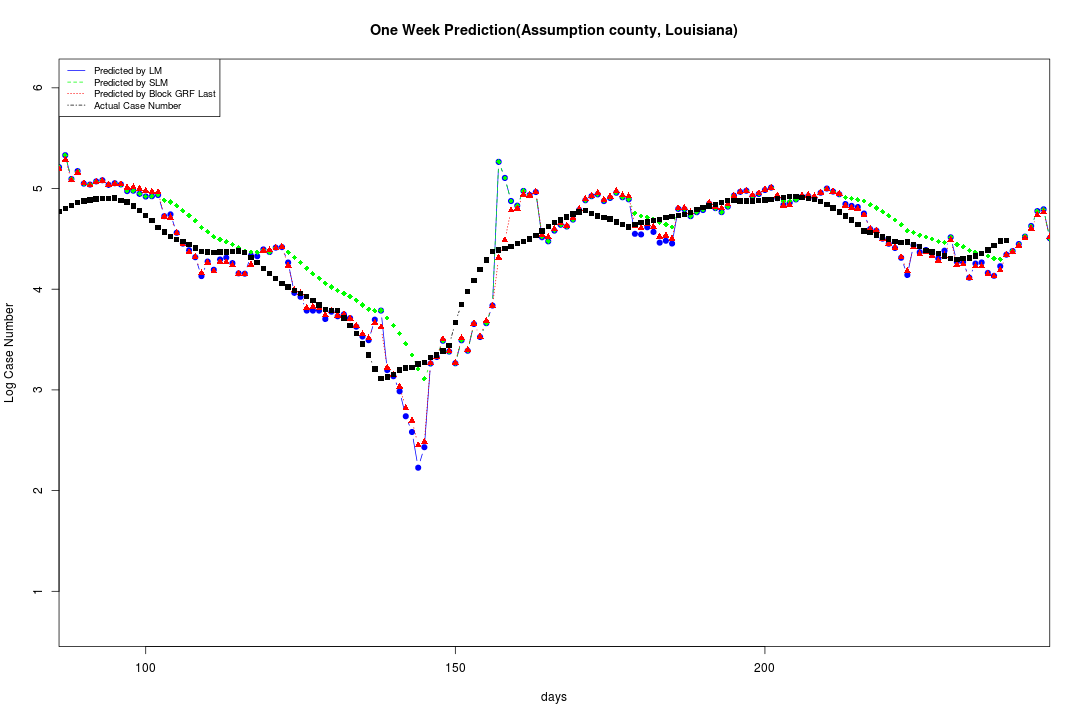 One Week Prediction(Assumption county, Louisiana)
Predicted by LM
Predicted by SLM
Predicted by Block GRF Last
Actual Case Number
6
5
4
3
2
1
Log Case Number
100
150
200
days